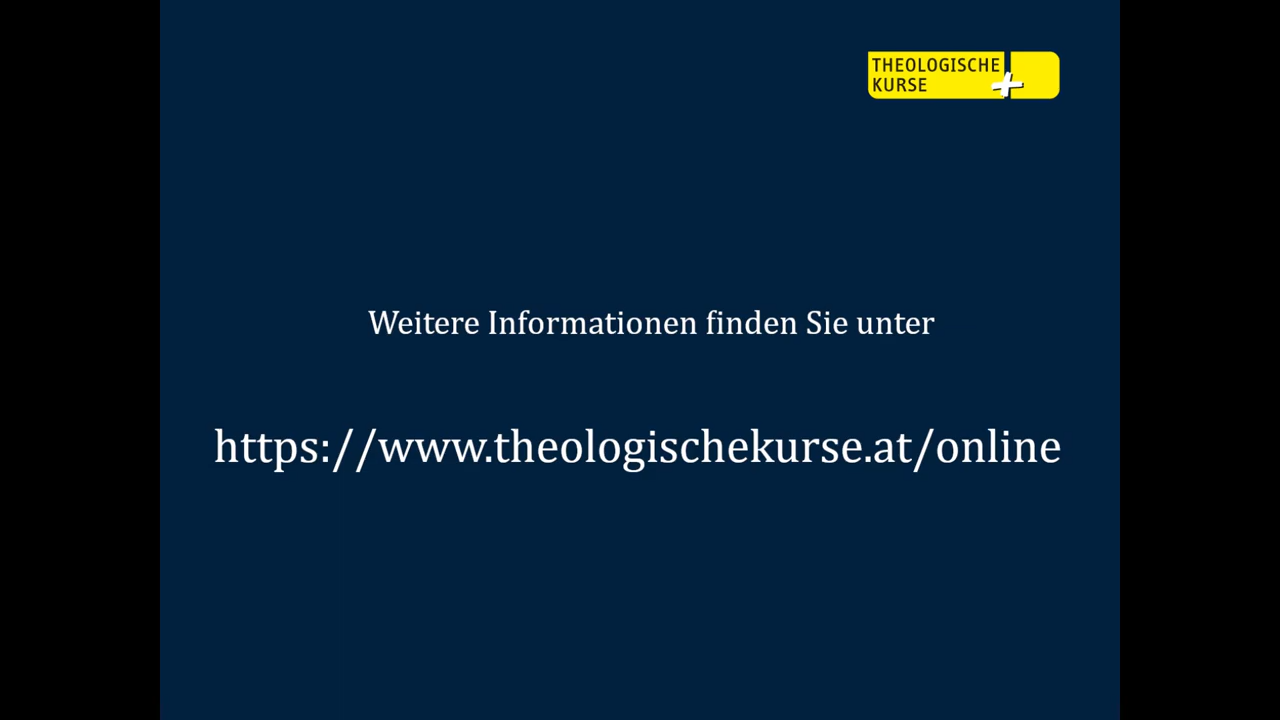 THEOLOGISCHE
KURSE
Weitere Informationen finden Sie unter
https://www.theologischekurse.at/online